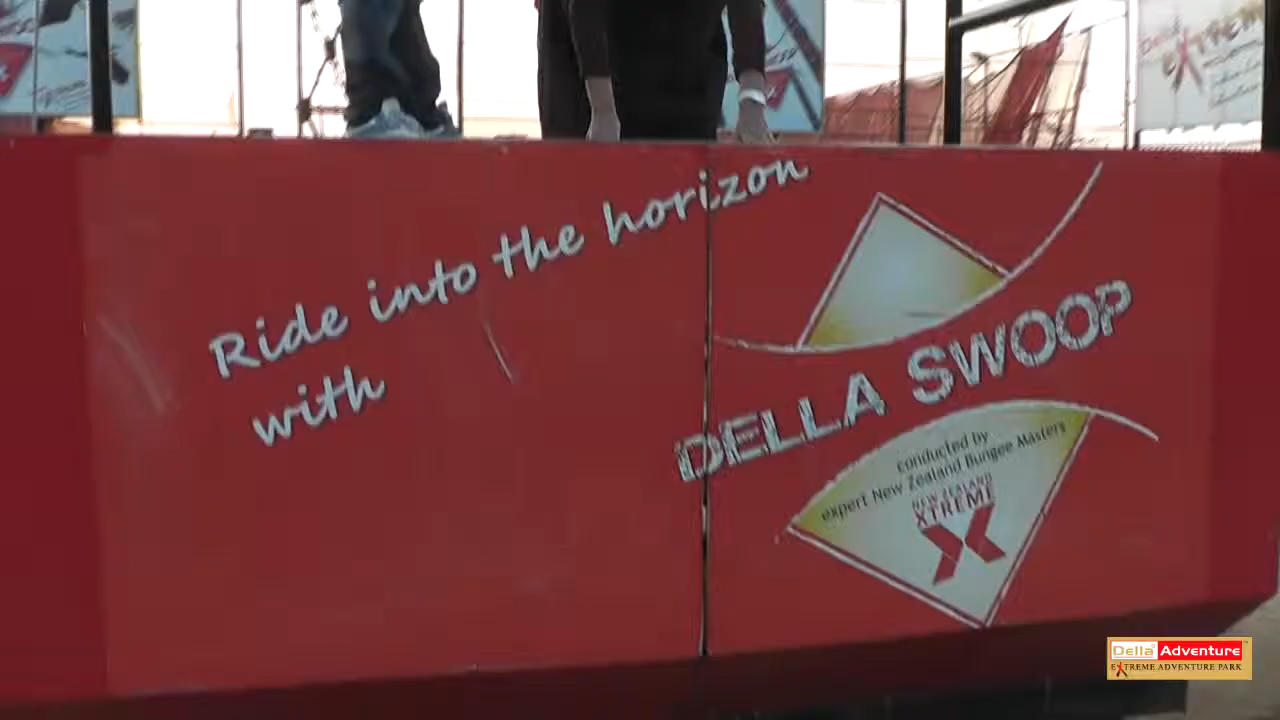 Ride into the horizon
with
DELLA SWOOP
conducted by
expert New Zealand Bungee Masters
NEW ZEALAND
XTREME
X
Della Adventure
EXTREME ADVENTURE PARK